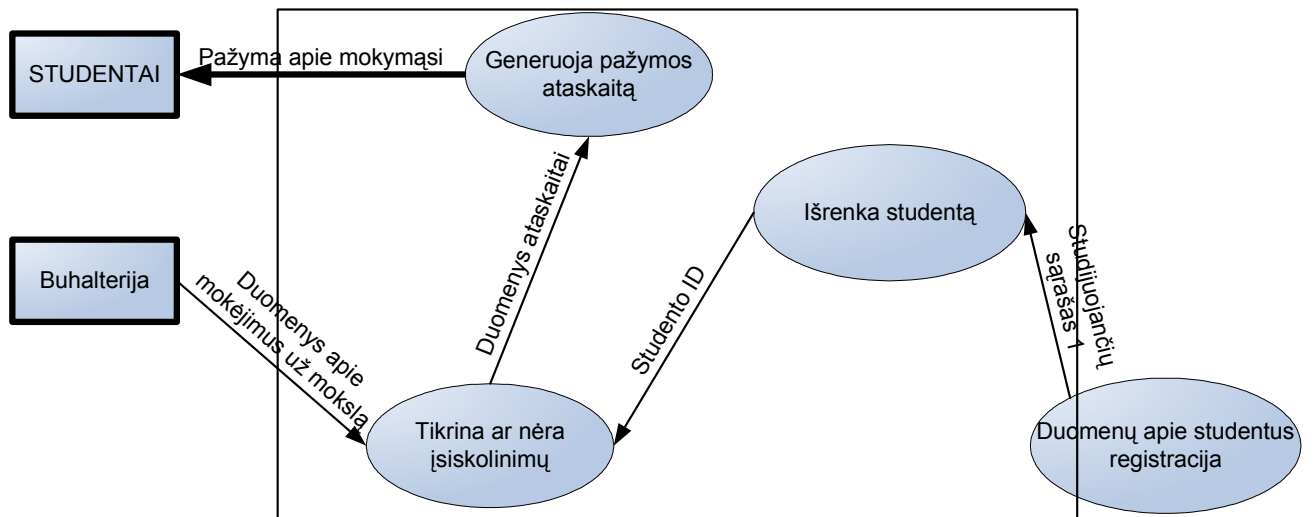 STUDENTAI
Pažyma apie mokymąsi
Generuoja pažymos
ataskaitą
Išrenka studentą
Buhalterija
Duomenys apie
mokėjimus už mokslą
Duomenys ataskaitai
Studento ID
Studijuojančių
sąrašas 1
Tikrina ar nėra
įsiskolinimų
Duomenų apie studentus
registracija